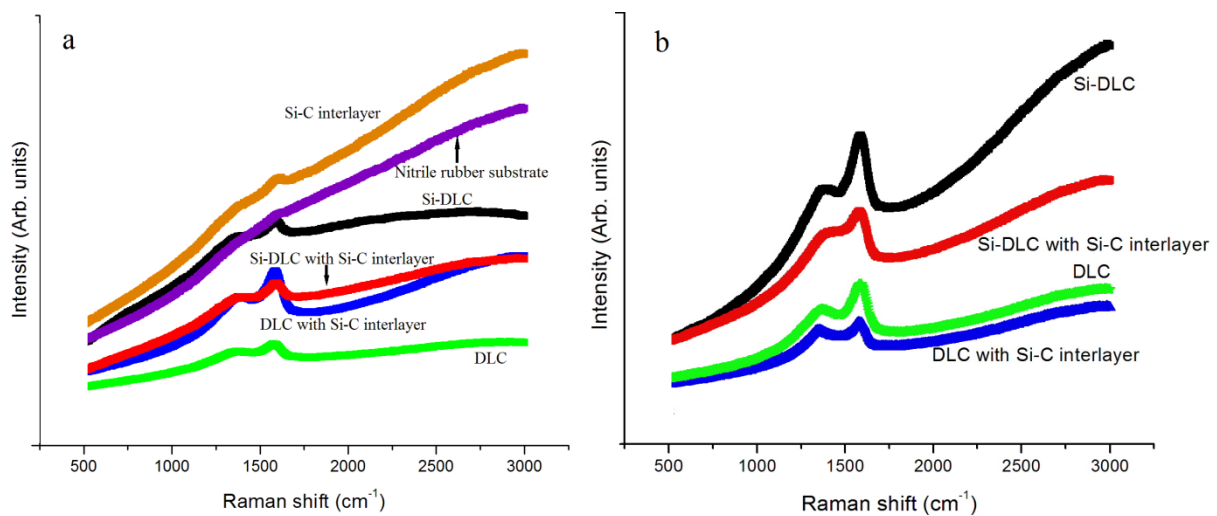 a
Intensity (Arb. units)
Si-C interlayer
Nitrile rubber substrate
Si-DLC
Si-DLC with Si-C interlayer
DLC with Si-C interlayer
DLC
500 1000 1500 2000 2500 3000
Raman shift (cm⁻¹)
b
Intensity (Arb. units)
Si-DLC
Si-DLC with Si-C interlayer
DLC
DLC with Si-C interlayer
500 1000 1500 2000 2500 3000
Raman shift (cm⁻¹)